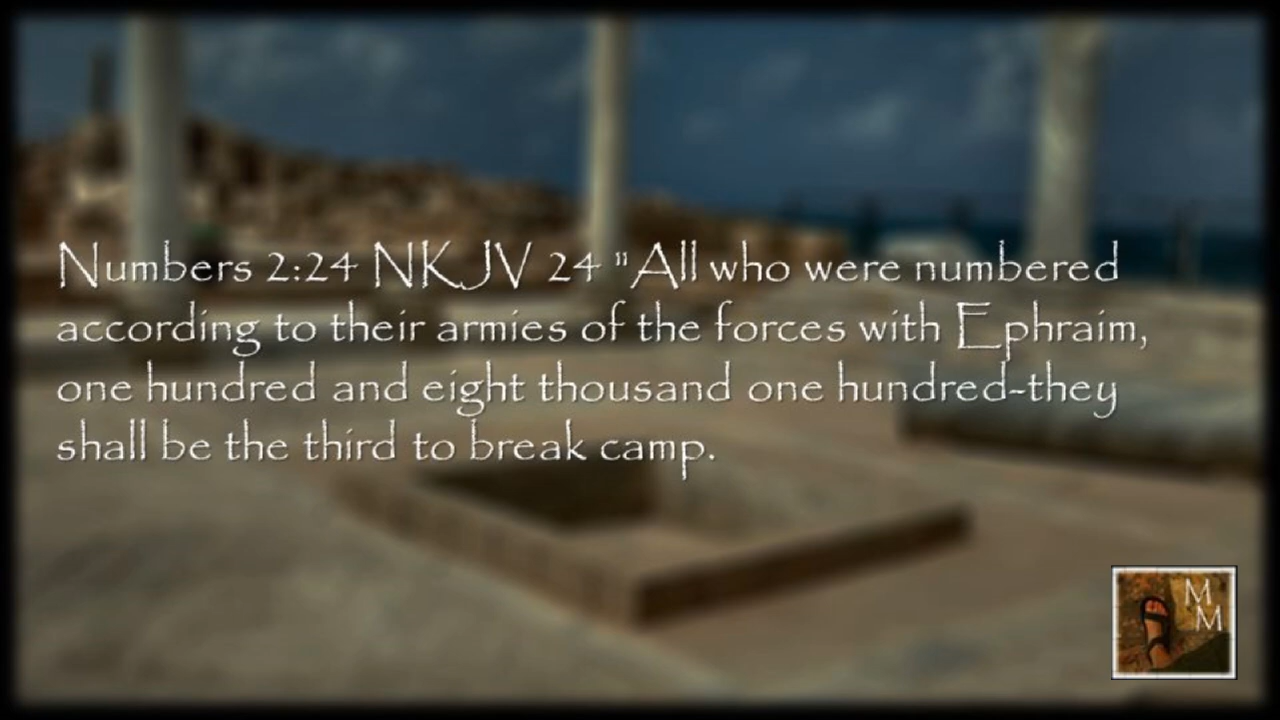 Numbers 2:24 NKJV 24 "All who were numbered
according to their armies of the forces with Ephraim,
one hundred and eight thousand one hundred-they
shall be the third to break camp.
M
M